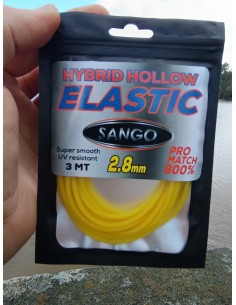 HYBRID HOLLOW
ELASTIC
SANGO
Super smooth
UV resistant
3 MT
2.8mm
PRO
MATCH
800%